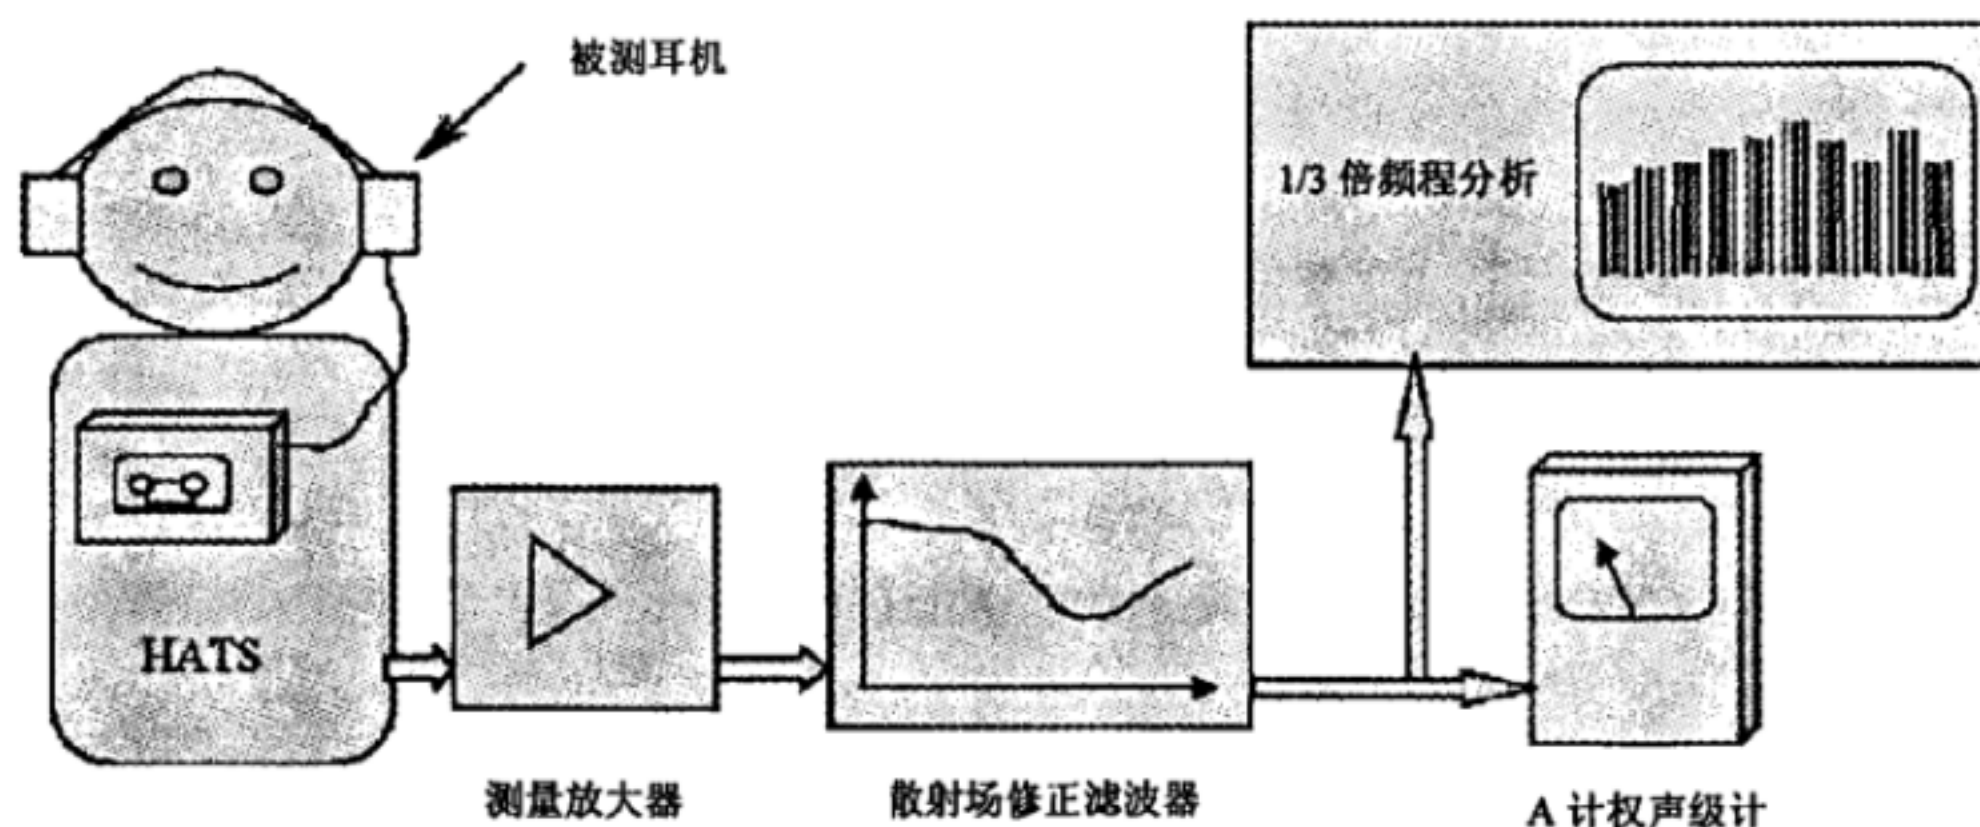 被测耳机
1/3 倍频程分析
HATS
测量放大器
散射场修正滤波器
A 计权声级计